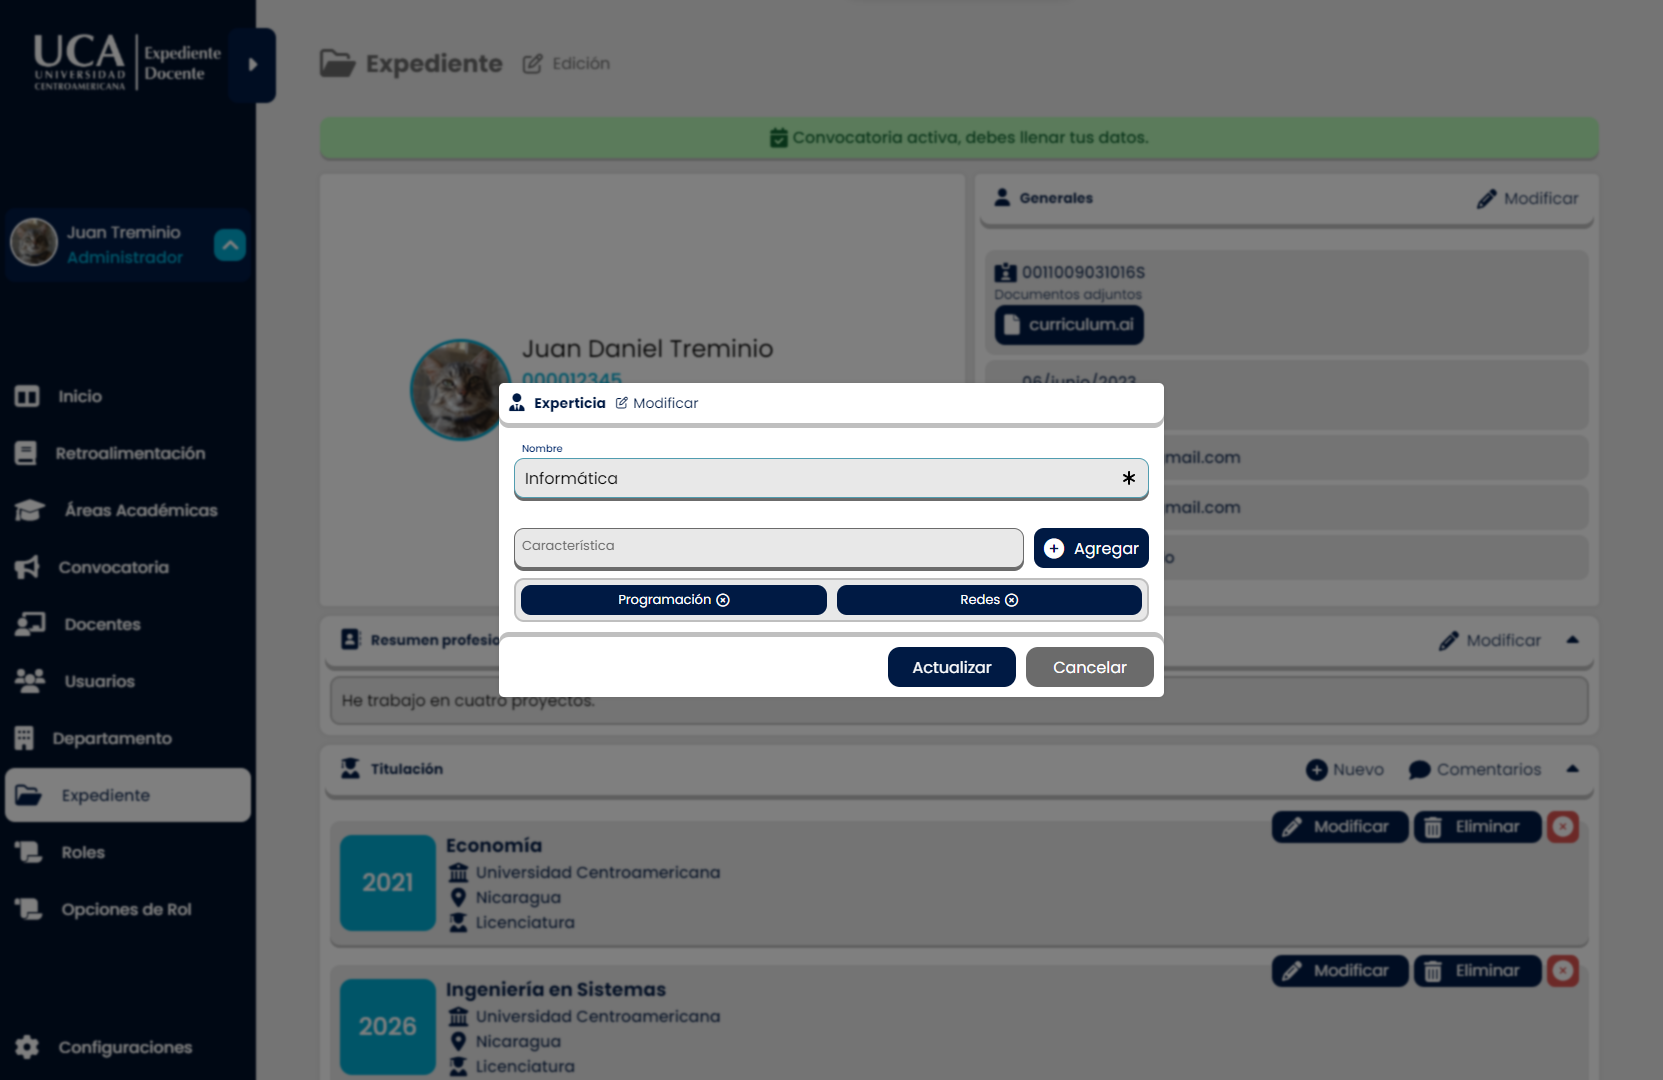 UCA
UNIVERSIDAD
CENTROAMERICANA
Expediente
Docente
Juan Treminio
Administrador
Inicio
Retroalimentación
Áreas Académicas
Convocatoria
Docentes
Usuarios
Departamento
Expediente
Roles
Opciones de Rol
Configuraciones
Expediente Edición
Convocatoria activa, debes llenar tus datos.
Juan Daniel Treminio
000012345
Generales Modificar
0011009031016S
Documentos adjuntos
curriculum.ai
06/junio/2023
mail.com
mail.com
o
Experticia Modificar
Nombre
Informática *
Característica Agregar
Programación Redes
Actualizar Cancelar
Resumen profesio Modificar
He trabajo en cuatro proyectos.
Titulación Nuevo Comentarios
Modificar Eliminar
2021
Economía
Universidad Centroamericana
Nicaragua
Licenciatura
Modificar Eliminar
2026
Ingeniería en Sistemas
Universidad Centroamericana
Nicaragua
Licenciatura